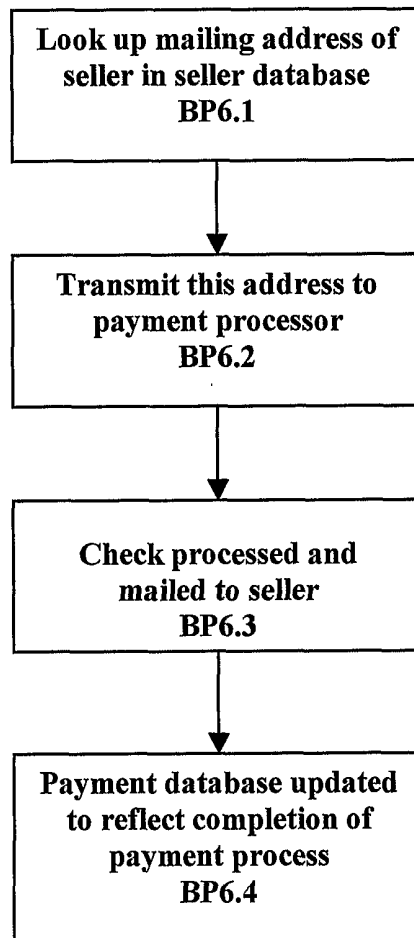 Look up mailing address of
seller in seller database
BP6.1
Transmit this address to
payment processor
BP6.2
Check processed and
mailed to seller
BP6.3
Payment database updated
to reflect completion of
payment process
BP6.4